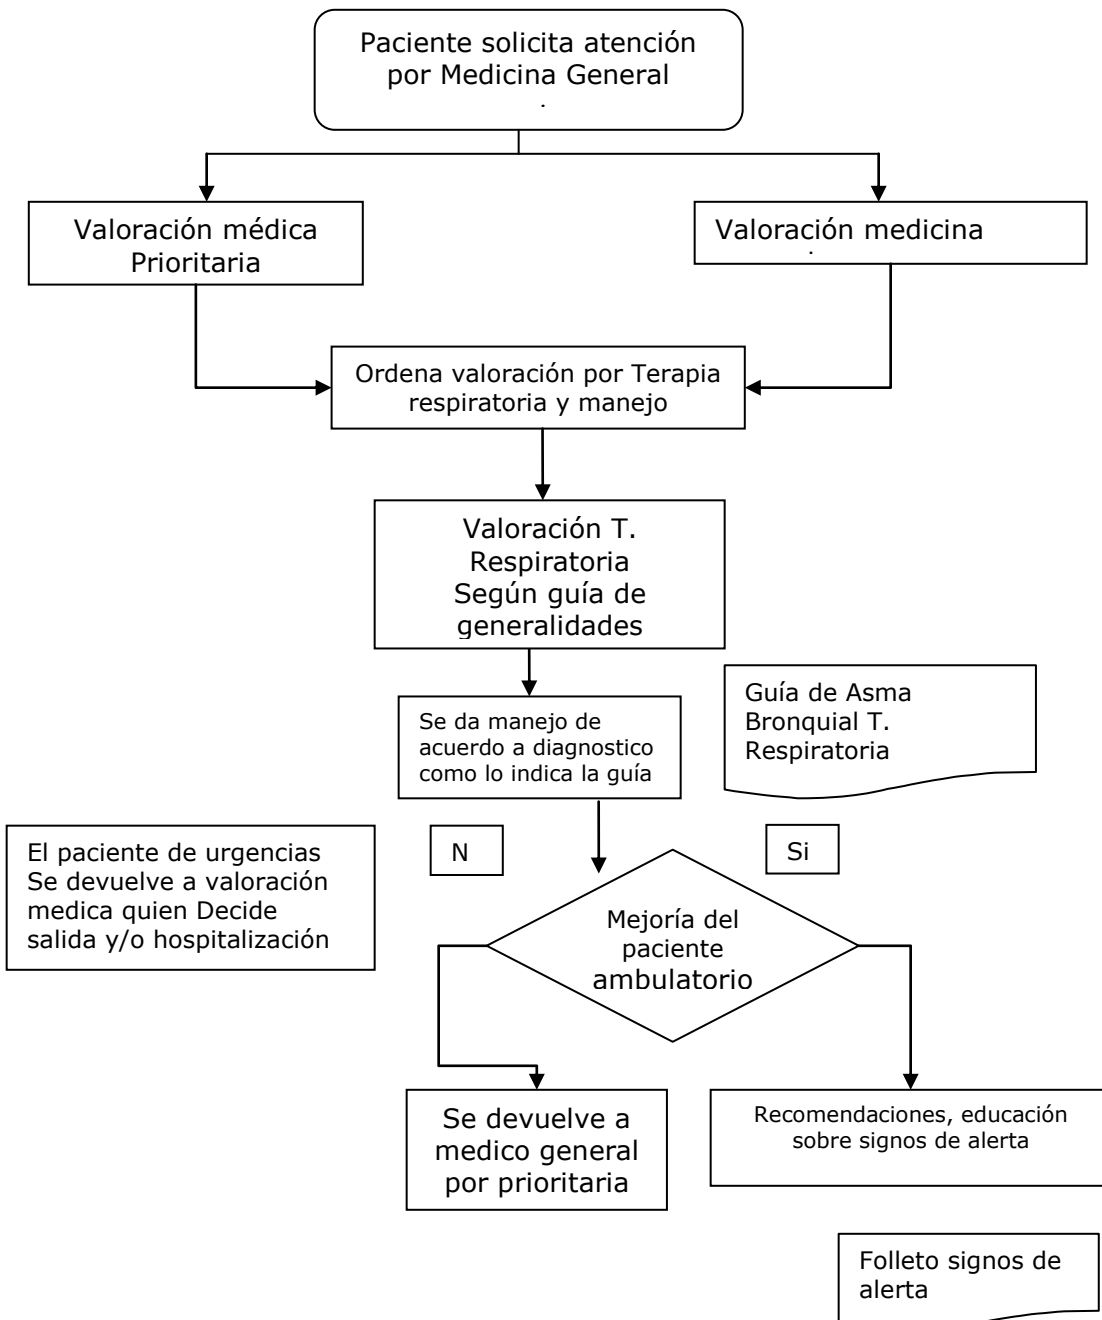 Paciente solicita atención
por Medicina General
Valoración médica
Prioritaria
Valoración medicina
Ordena valoración por Terapia
respiratoria y manejo
Valoración T.
Respiratoria
Según guía de
generalidades
Se da manejo de
acuerdo a diagnostico
como lo indica la guía
Guía de Asma
Bronquial T.
Respiratoria
El paciente de urgencias
Se devuelve a valoración
medica quien Decide
salida y/o hospitalización
N
Si
Mejoría del
paciente
ambulatorio
Se devuelve a
medico general
por prioritaria
Recomendaciones, educación
sobre signos de alerta
Folleto signos de
alerta